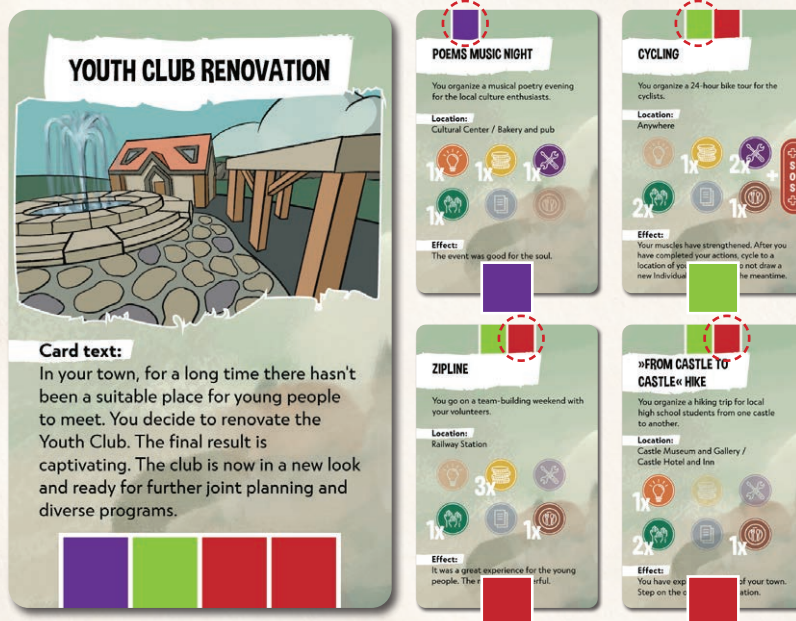 YOUTH CLUB RENOVATION
Card text:
In your town, for a long time there hasn't
been a suitable place for young people
to meet. You decide to renovate the
Youth Club. The final result is
captivating. The club is now in a new look
and ready for further joint planning and
diverse programs.
POEMS MUSIC NIGHT
You organize a musical poetry evening
for the local culture enthusiasts.
Location:
Cultural Center / Bakery and pub
1x 1x 1x
1x
Effect:
The event was good for the soul.
CYCLING
You organize a 24-hour bike tour for the
cyclists.
Location:
Anywhere
1x 2x
+ SOS
2x 1x
Effect:
Your muscles have strengthened. After you
have completed your actions, cycle to a
location of not draw a
new Individual he meantime.
ZIPLINE
You go on a team-building weekend with
your volunteers.
Location:
Railway Station
3x
1x 1x
Effect:
It was a great experience for the young
people. The
»FROM CASTLE TO
CASTLE« HIKE
You organize a hiking trip for local
high school students from one castle
to another.
Location:
Castle Museum and Gallery /
Castle Hotel and Inn
1x
2x 1x
Effect:
You have of your town.
Step on the